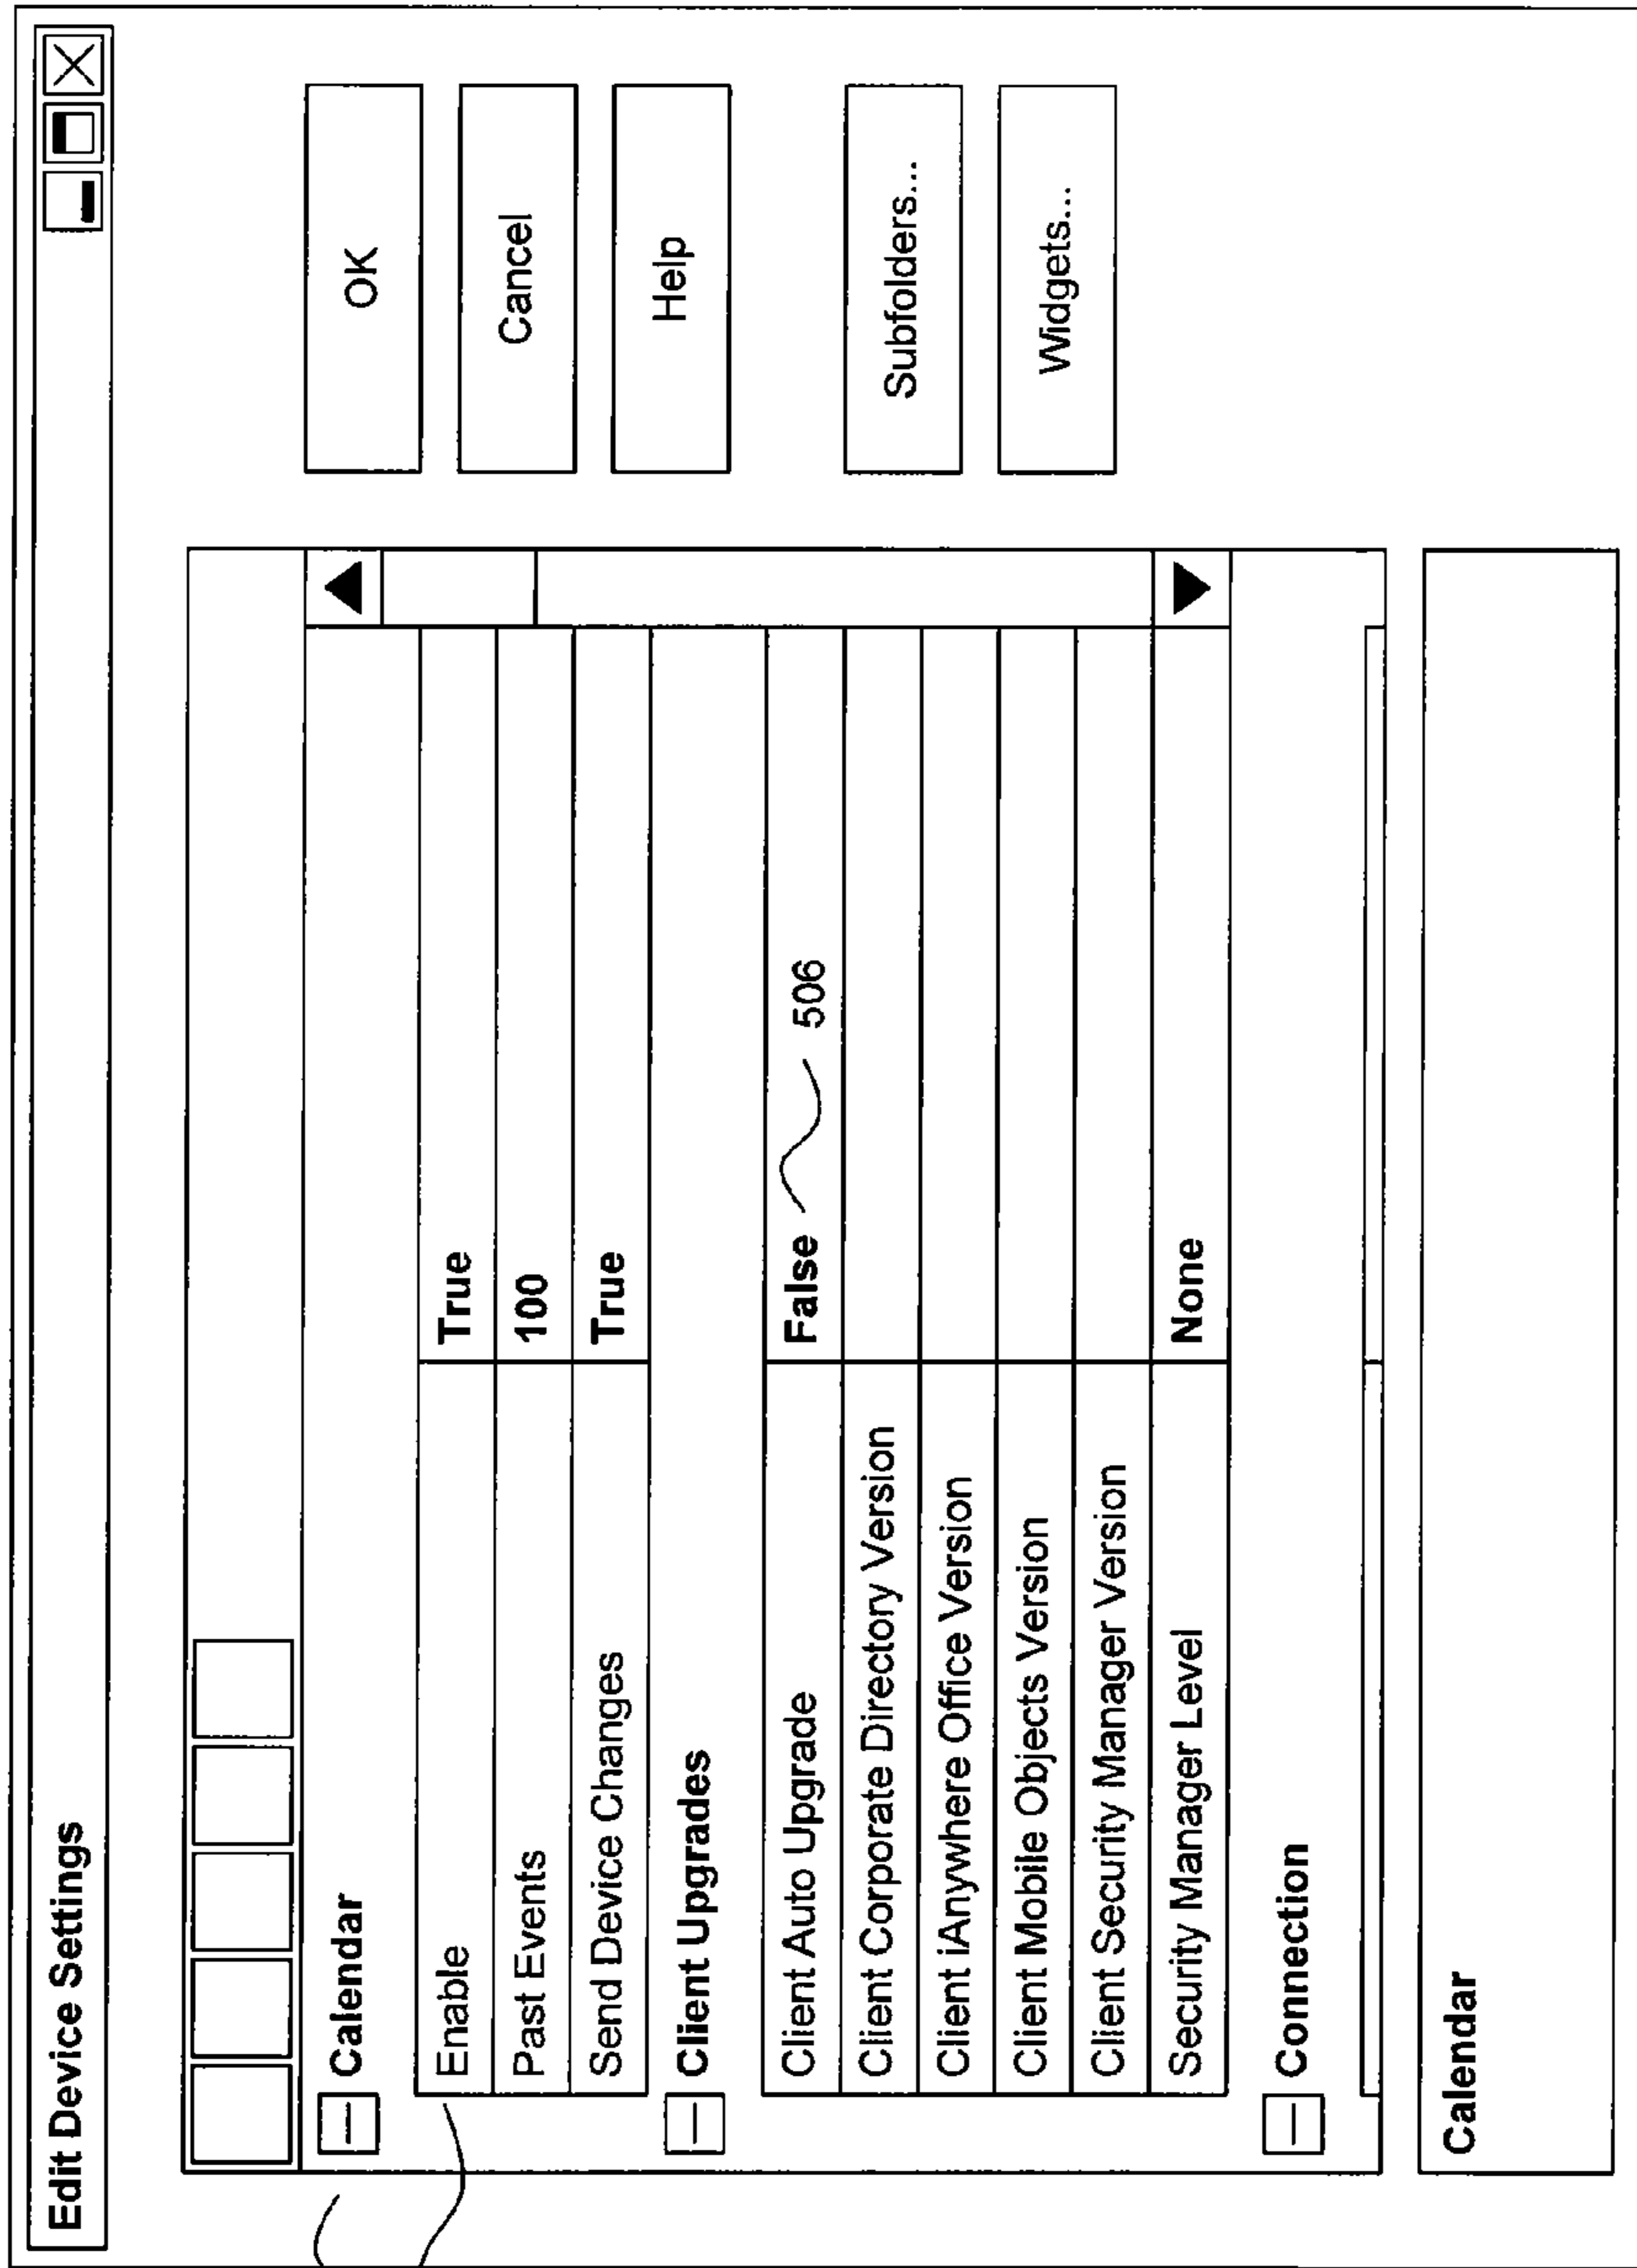 Edit Device Settings
Calendar
Enable True
Past Events 100
Send Device Changes True
Client Upgrades
Client Auto Upgrade False 506
Client Corporate Directory Version
Client iAnywhere Office Version
Client Mobile Objects Version
Client Security Manager Version
Security Manager Level None
Connection
Calendar
OK
Cancel
Help
Subfolders...
Widgets...